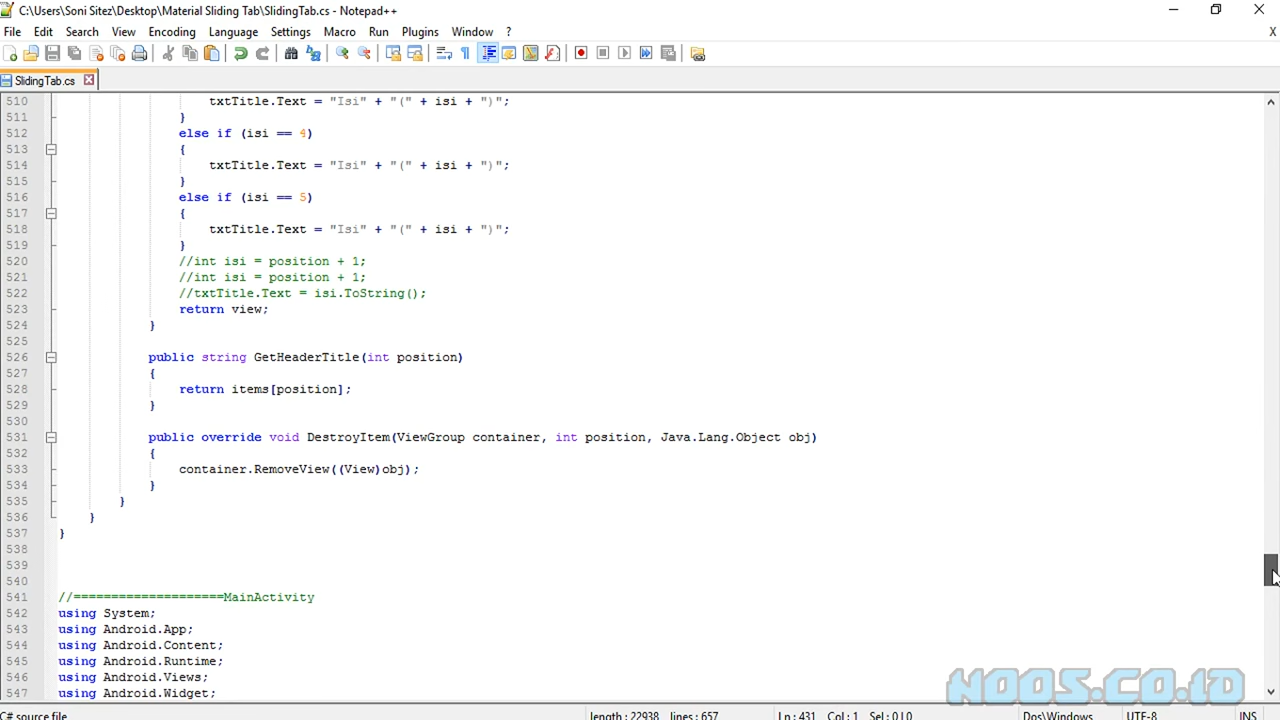 C:\Users\Soni Sitez\Desktop\Material Sliding Tab\SlidingTab.cs - Notepad++
File Edit Search View Encoding Language Settings Macro Run Plugins Window ? X
SlidingTab.cs
510 txtTitle.Text = "Isi" + "(" + isi + ")";
511 }
512 else if (isi == 4)
513 {
514 txtTitle.Text = "Isi" + "(" + isi + ")";
515 }
516 else if (isi == 5)
517 {
518 txtTitle.Text = "Isi" + "(" + isi + ")";
519 }
520 //int isi = position + 1;
521 //int isi = position + 1;
522 //txtTitle.Text = isi.ToString();
523 return view;
524 }
525
526 public string GetHeaderTitle(int position)
527 {
528 return items[position];
529 }
530
531 public override void DestroyItem(ViewGroup container, int position, Java.Lang.Object obj)
532 {
533 container.RemoveView((View)obj);
534 }
535 }
536 }
537 }
538
539
540
541 //====================MainActivity
542 using System;
543 using Android.App;
544 using Android.Content;
545 using Android.Runtime;
546 using Android.Views;
547 using Android.Widget;
NOOS.CO.ID
C# source file length : 22938 lines : 657 Ln : 431 Col : 1 Sel : 0 | 0 Dos\Windows UTF-8 INS